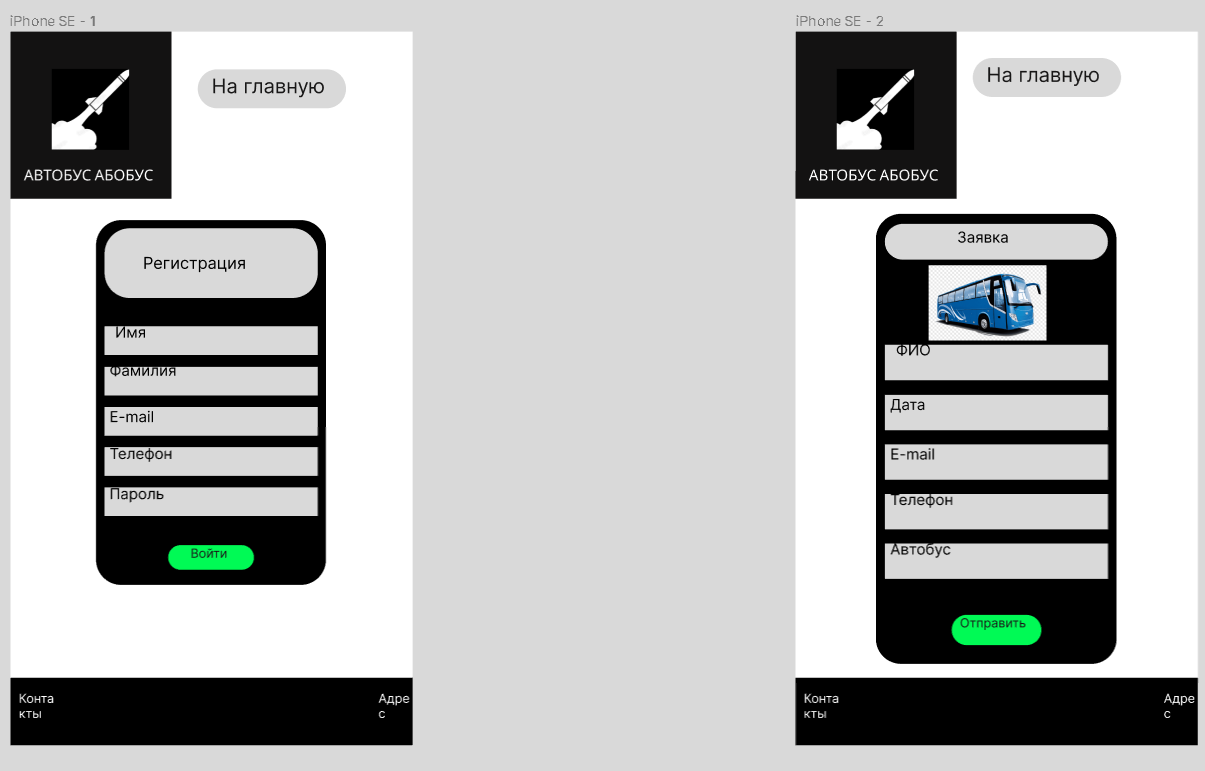 iPhone SE - 1
На главную
АВТОБУС АБОБУС
Регистрация
Имя
Фамилия
E-mail
Телефон
Пароль
Войти
Конта
кты
Адре
с
iPhone SE - 2
На главную
АВТОБУС АБОБУС
Заявка
ФИО
Дата
E-mail
Телефон
Автобус
Отправить
Конта
кты
Адре
с